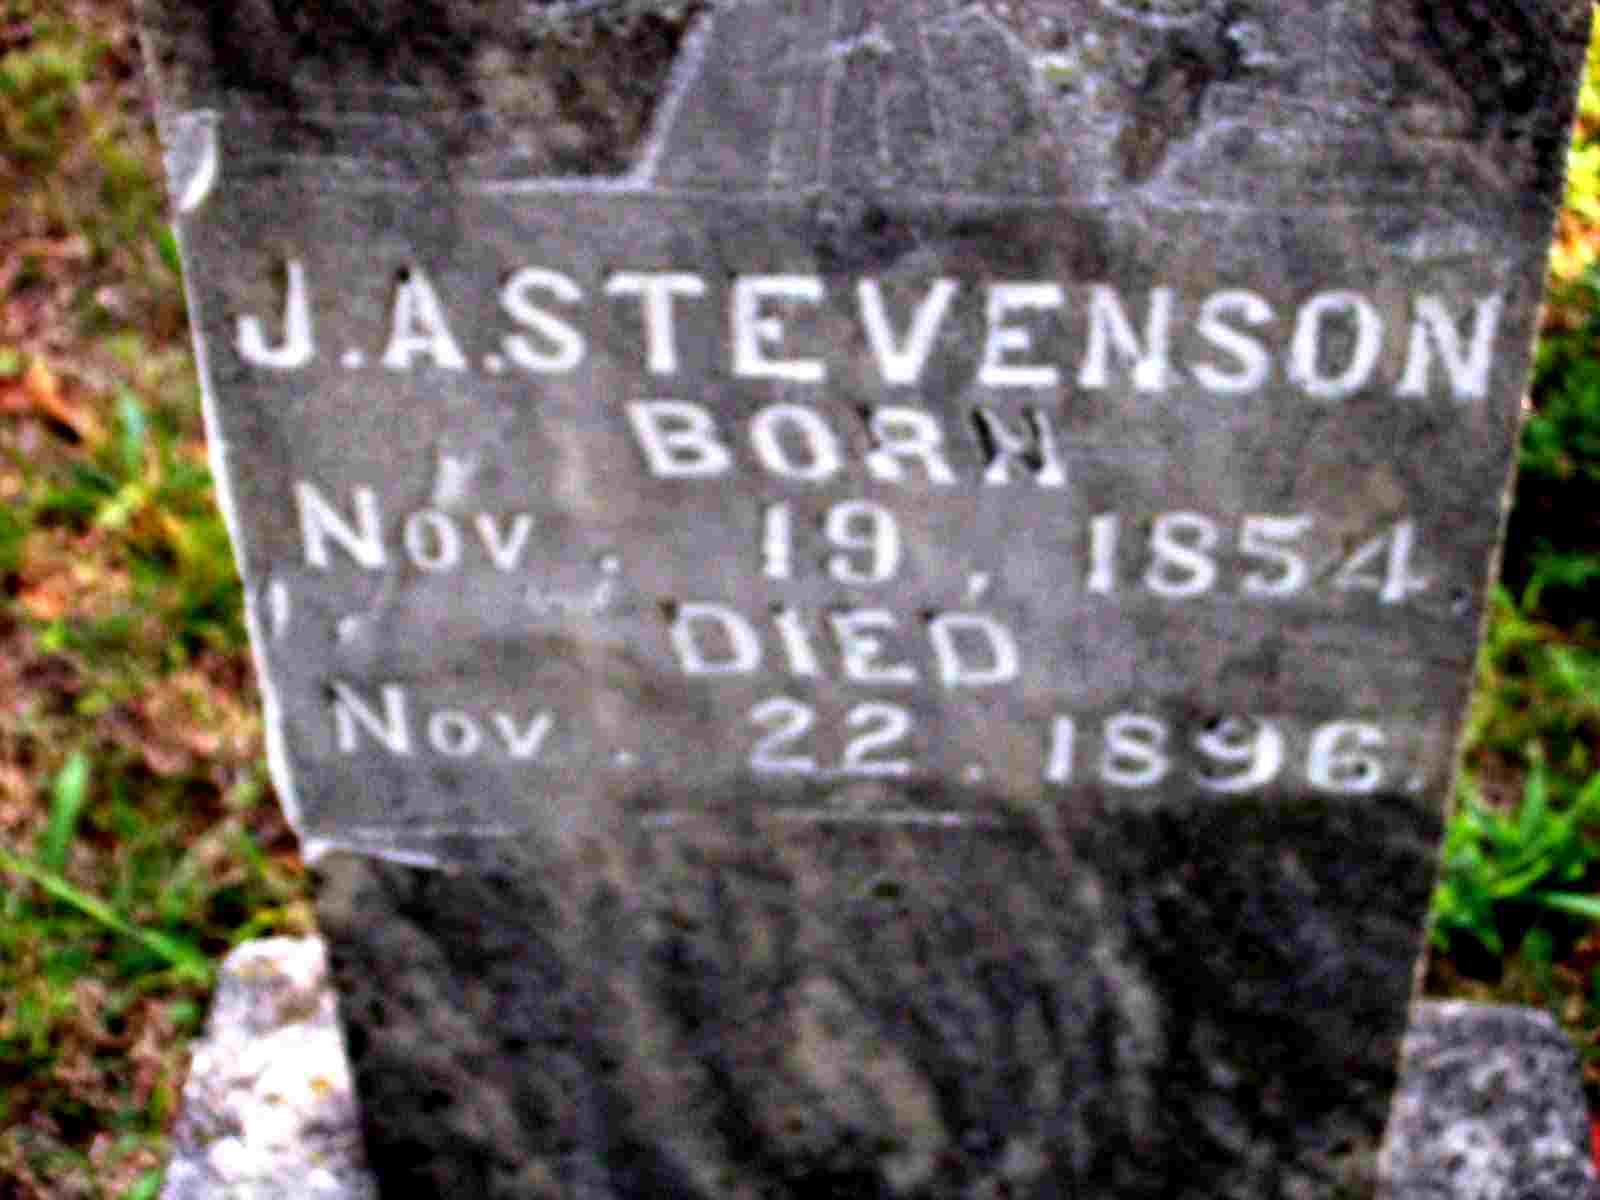 J.A.STEVENSON
BORN
Nov. 19, 1854.
DIED
Nov. 22. 1896.